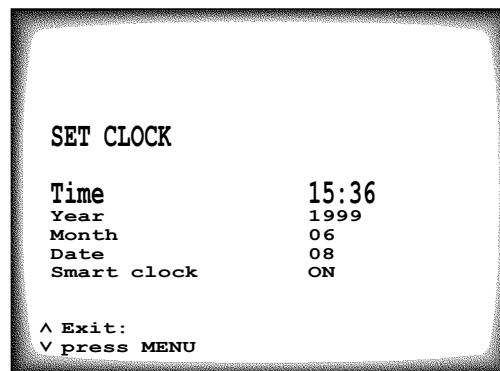 SET CLOCK
Time 15:36
Year 1999
Month 06
Date 08
Smart clock ON
∧ Exit:
∨ press MENU